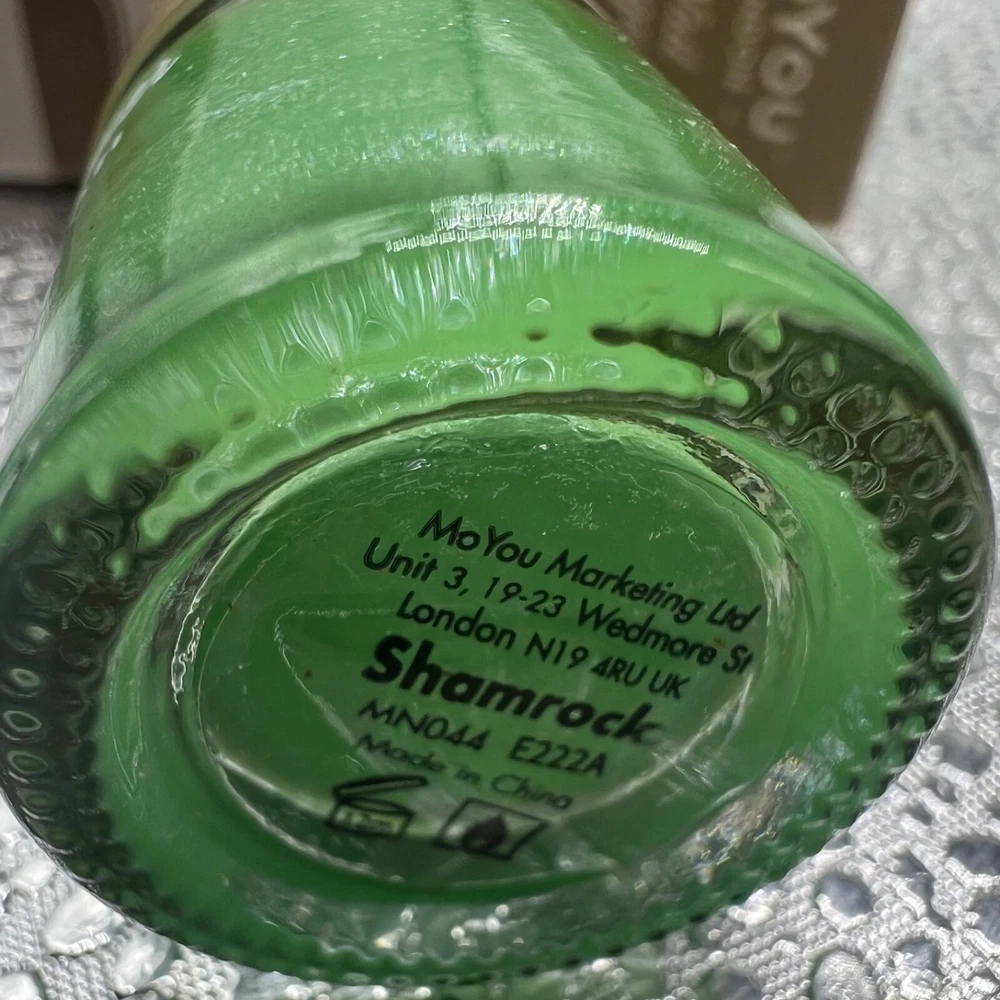 YOU
MoYou Marketing Ltd
Unit 3, 19-23 Wedmore St
London N19 4RU UK
Shamrock
MN044 E222A
Made in China